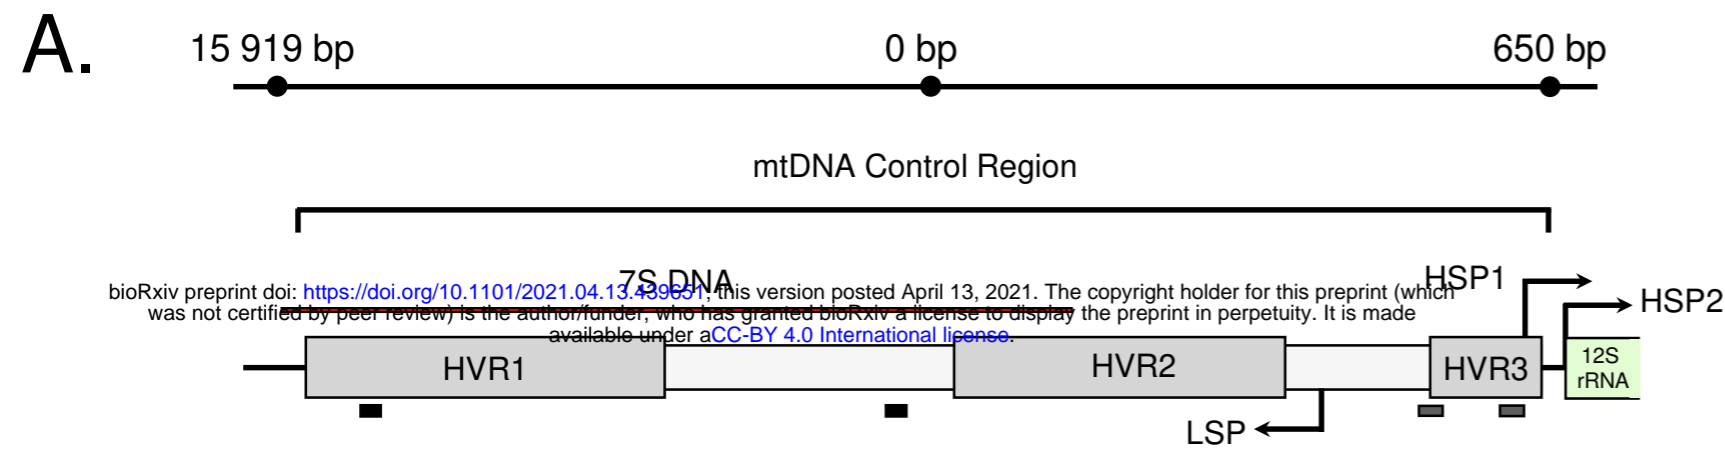 A.
15 919 bp 0 bp 650 bp
mtDNA Control Region
7S DNA
HSP1
bioRxiv preprint doi: https://doi.org/10.1101/2021.04.13.439651; this version posted April 13, 2021. The copyright holder for this preprint (which
was not certified by peer review) is the author/funder, who has granted bioRxiv a license to display the preprint in perpetuity. It is made
available under aCC-BY 4.0 International license.
HSP2
HVR1 HVR2 HVR3 12S
rRNA
LSP